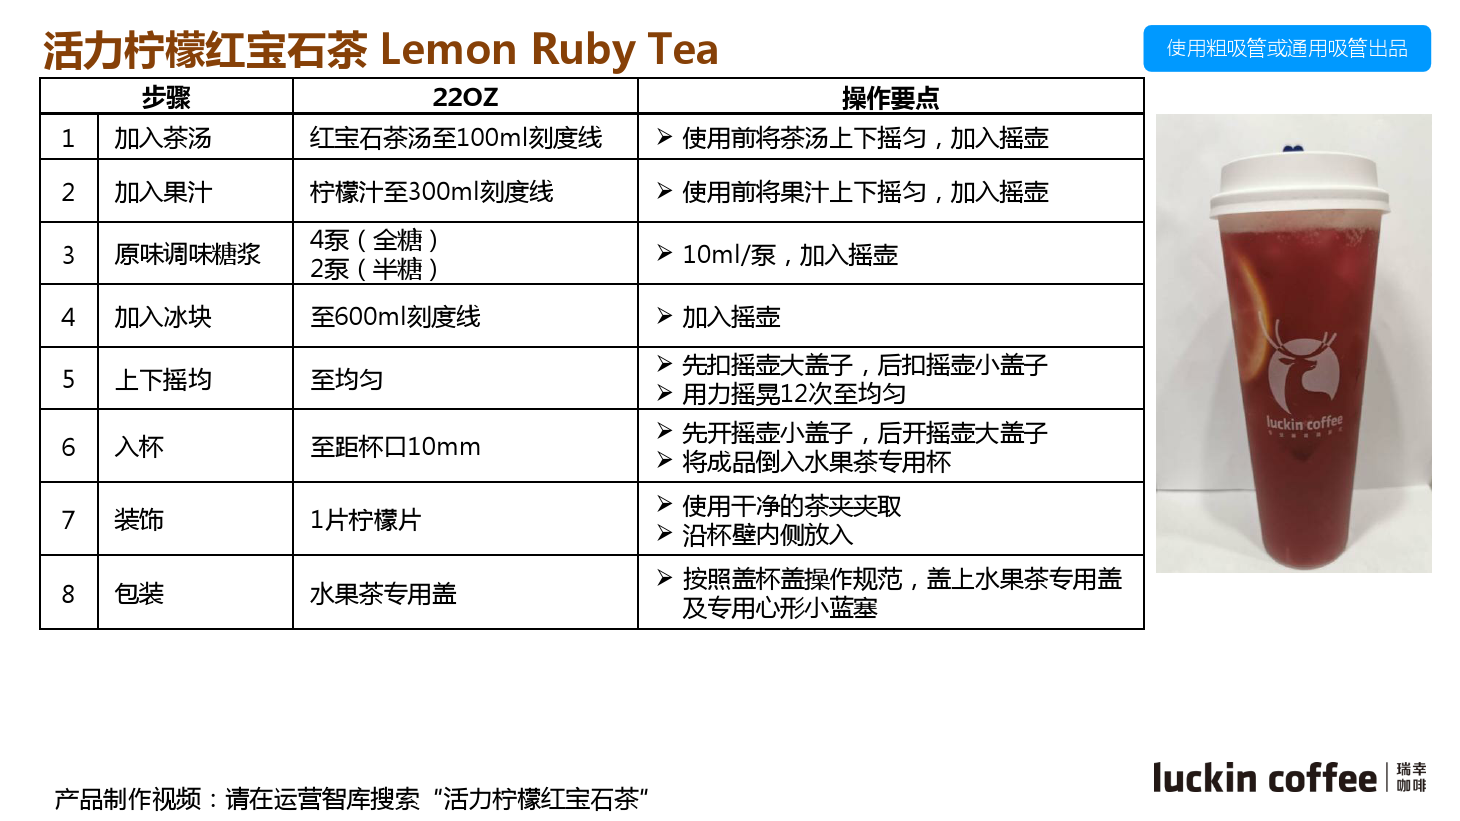 活力柠檬红宝石茶 Lemon Ruby Tea
使用粗吸管或通用吸管出品
步骤 22OZ 操作要点
1 加入茶汤 红宝石茶汤至100ml刻度线 ➢ 使用前将茶汤上下摇匀，加入摇壶
2 加入果汁 柠檬汁至300ml刻度线 ➢ 使用前将果汁上下摇匀，加入摇壶
3 原味调味糖浆 4泵（全糖）
2泵（半糖）
➢ 10ml/泵，加入摇壶
4 加入冰块 至600ml刻度线 ➢ 加入摇壶
5 上下摇均 至均匀 ➢ 先扣摇壶大盖子，后扣摇壶小盖子
➢ 用力摇晃12次至均匀
6 入杯 至距杯口10mm ➢ 先开摇壶小盖子，后开摇壶大盖子
➢ 将成品倒入水果茶专用杯
7 装饰 1片柠檬片 ➢ 使用干净的茶夹夹取
➢ 沿杯壁内侧放入
8 包装 水果茶专用盖 ➢ 按照盖杯盖操作规范，盖上水果茶专用盖
及专用心形小蓝塞
luckin coffee
产品制作视频：请在运营智库搜索“活力柠檬红宝石茶”
luckin coffee 瑞幸
咖啡